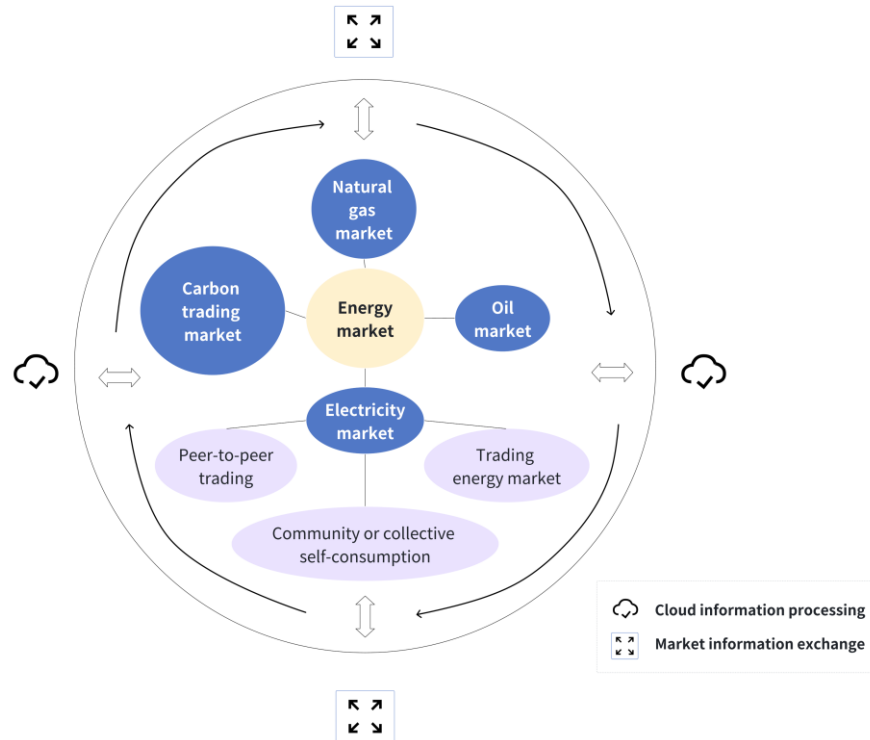 Natural
gas
market
Carbon
trading
market
Energy
market
Oil
market
Electricity
market
Peer-to-peer
trading
Trading
energy market
Community or collective
self-consumption
Cloud information processing
Market information exchange